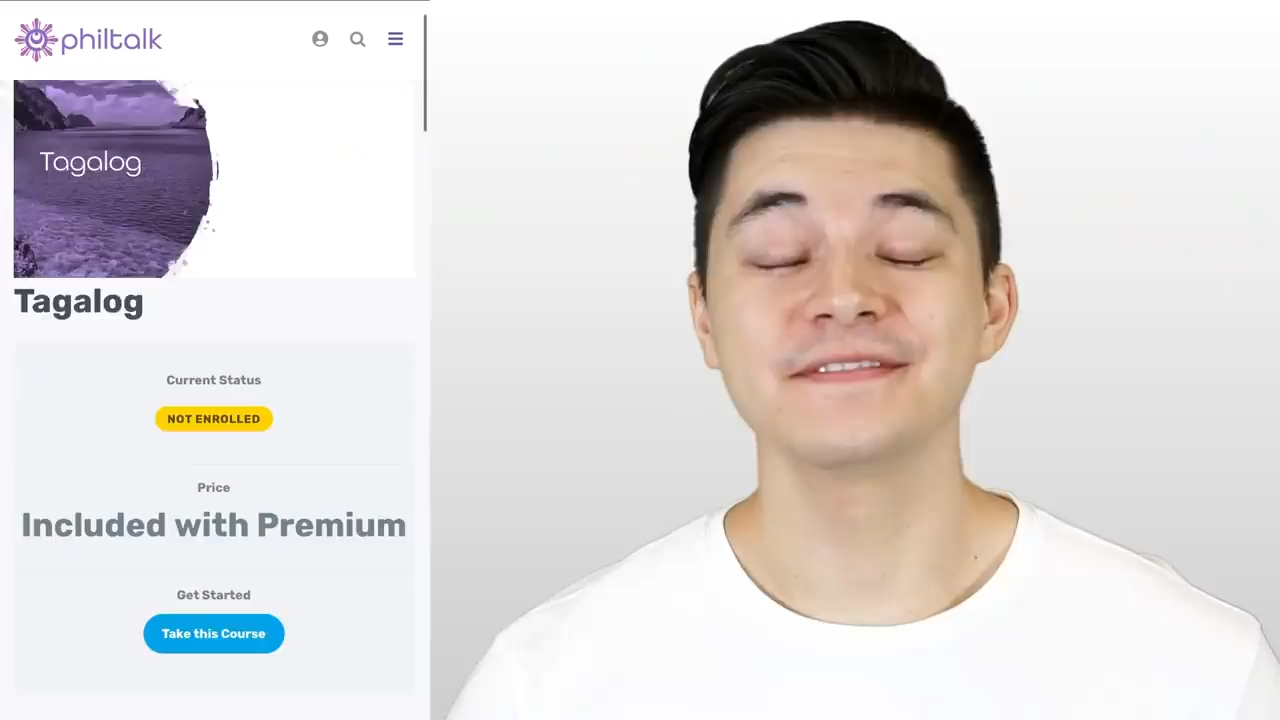 philtalk
Tagalog
Tagalog
Current Status
NOT ENROLLED
Price
Included with Premium
Get Started
Take this Course